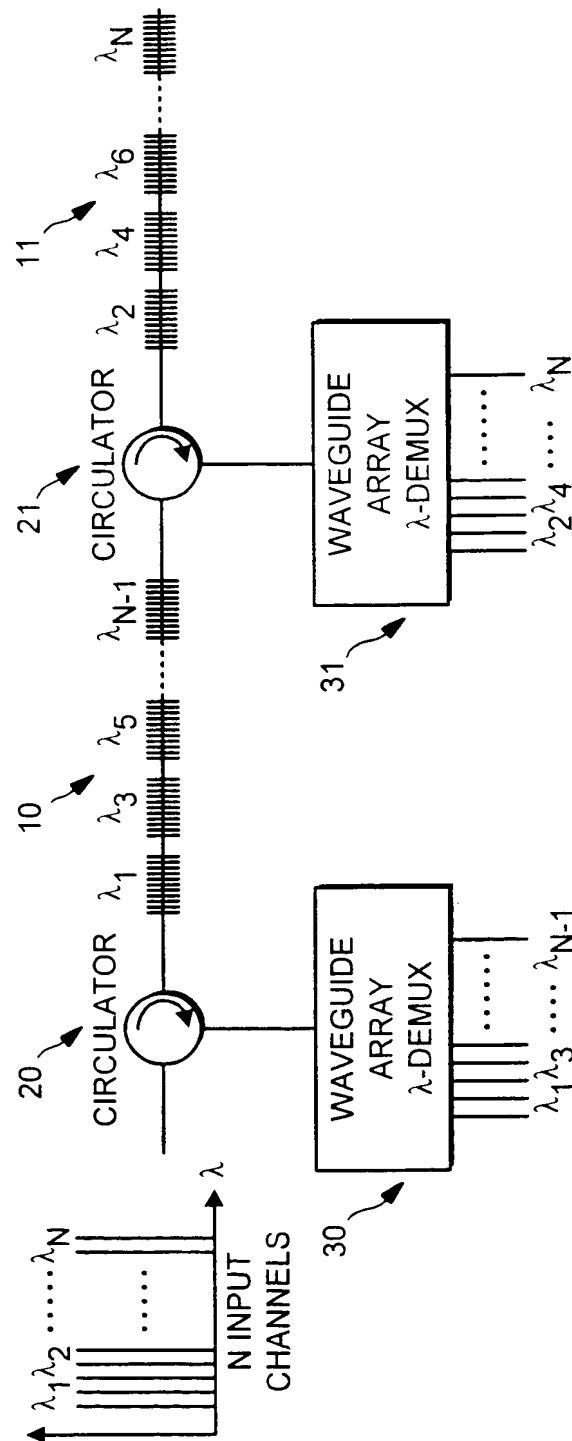 λ1λ2 ...... λN
......
λ
N INPUT
CHANNELS
20
CIRCULATOR
10
λ1 λ3 λ5 λN-1
21
CIRCULATOR
11
λ2 λ4 λ6 λN
WAVEGUIDE
ARRAY
λ-DEMUX
......
λ1λ3 ..... λN-1
30
WAVEGUIDE
ARRAY
λ-DEMUX
......
λ2λ4 .... λN
31